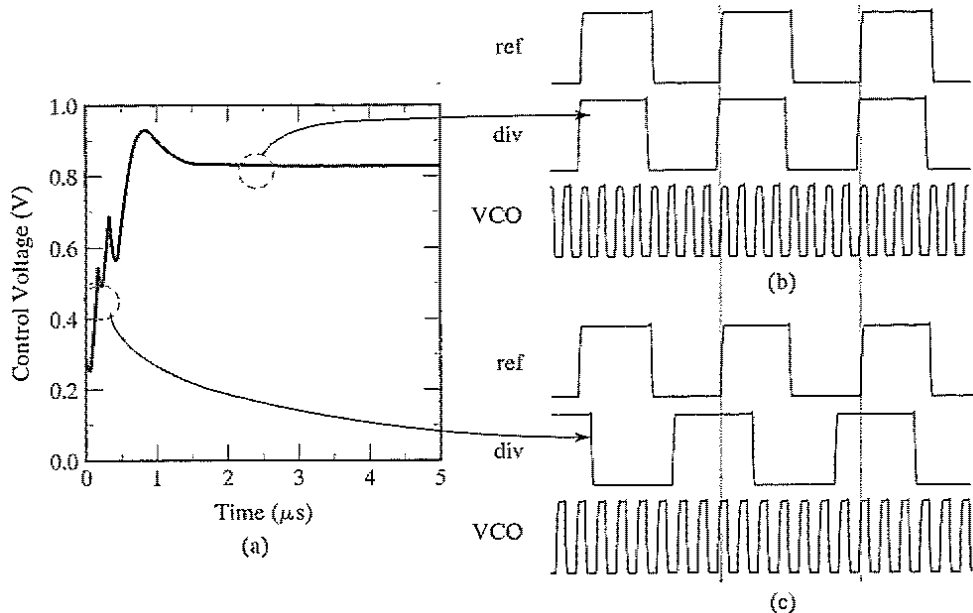 Control Voltage (V)
1.0
0.8
0.6
0.4
0.2
0.0
0 1 2 3 4 5
Time (μs)
(a)
ref
div
VCO
(b)
ref
div
VCO
(c)